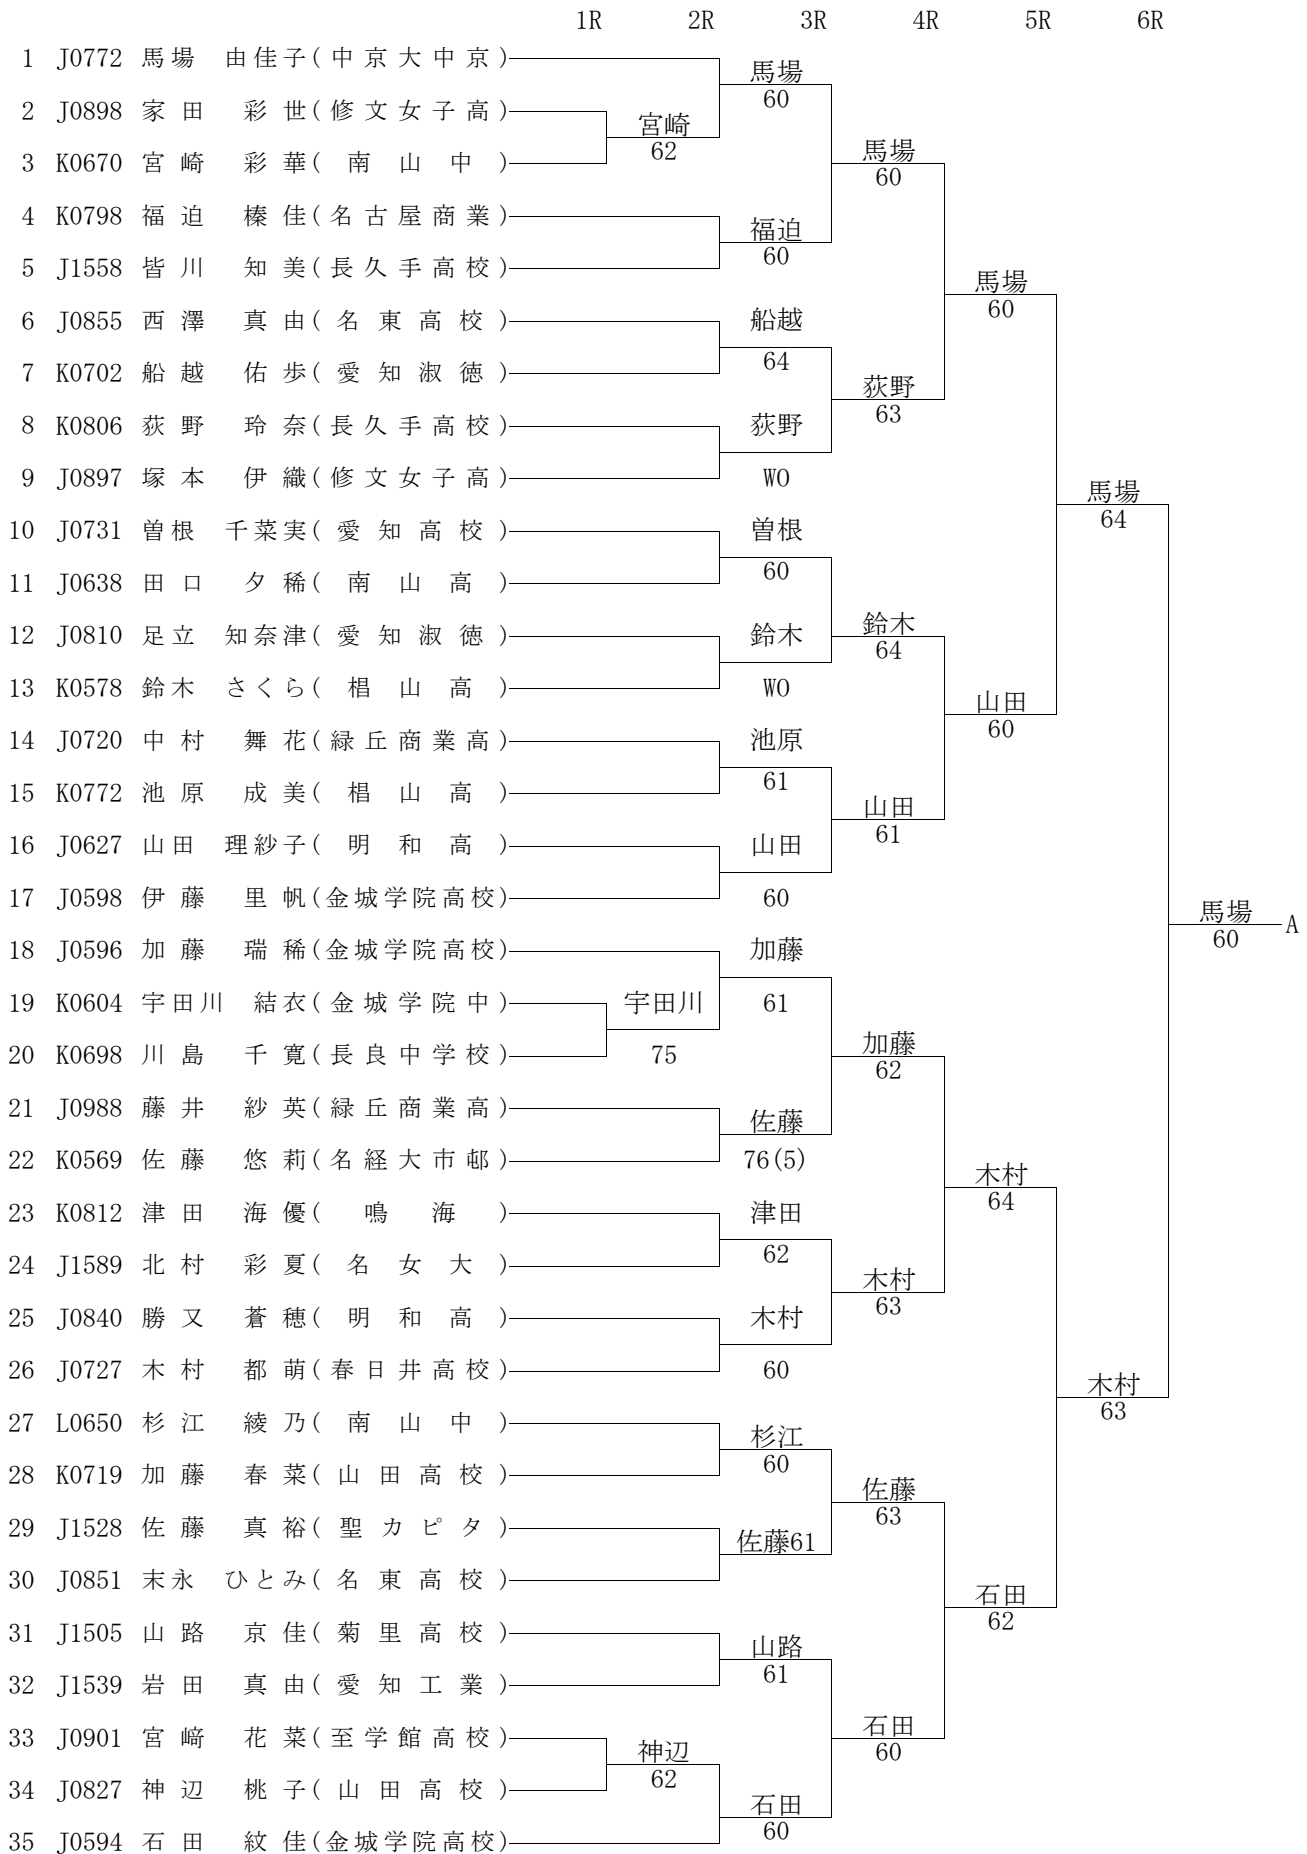 1R 2R 3R 4R 5R 6R
1 J0772 馬場 由佳子(中京大中京)
馬場
60
2 J0898 家田 彩世(修文女子高)
宮崎
62
3 K0670 宮崎 彩華(南山中)
馬場
60
4 K0798 福迫 榛佳(名古屋商業)
福迫
60
5 J1558 皆川 知美(長久手高校)
馬場
60
6 J0855 西澤 真由(名東高校) 船越
64
7 K0702 船越 佑歩(愛知淑徳)
荻野
63
8 K0806 荻野 玲奈(長久手高校) 荻野
9 J0897 塚本 伊織(修文女子高) WO
馬場
64
10 J0731 曽根 千菜実(愛知高校) 曽根
60
11 J0638 田口 夕稀(南山高)
12 J0810 足立 知奈津(愛知淑徳) 鈴木 鈴木
64
13 K0578 鈴木 さくら(椙山高) WO
山田
60
14 J0720 中村 舞花(緑丘商業高) 池原
61
15 K0772 池原 成美(椙山高)
山田
61
16 J0627 山田 理紗子(明和高) 山田
17 J0598 伊藤 里帆(金城学院高校) 60
馬場 A
60
18 J0596 加藤 瑞稀(金城学院高校) 加藤
19 K0604 宇田川 結衣(金城学院中) 宇田川 61
20 K0698 川島 千寛(長良中学校) 75
加藤
62
21 J0988 藤井 紗英(緑丘商業高)
佐藤
22 K0569 佐藤 悠莉(名経大市邨) 76(5)
木村
64
23 K0812 津田 海優(鳴海) 津田
62
24 J1589 北村 彩夏(名女大)
木村
63
25 J0840 勝又 蒼穂(明和高) 木村
26 J0727 木村 都萌(春日井高校) 60
木村
63
27 L0650 杉江 綾乃(南山中)
杉江
60
28 K0719 加藤 春菜(山田高校)
佐藤
63
29 J1528 佐藤 真裕(聖カピタ)
佐藤61
30 J0851 末永 ひとみ(名東高校)
石田
62
31 J1505 山路 京佳(菊里高校)
山路
61
32 J1539 岩田 真由(愛知工業)
石田
60
33 J0901 宮﨑 花菜(至学館高校)
神辺
62
34 J0827 神辺 桃子(山田高校)
石田
60
35 J0594 石田 紋佳(金城学院高校)